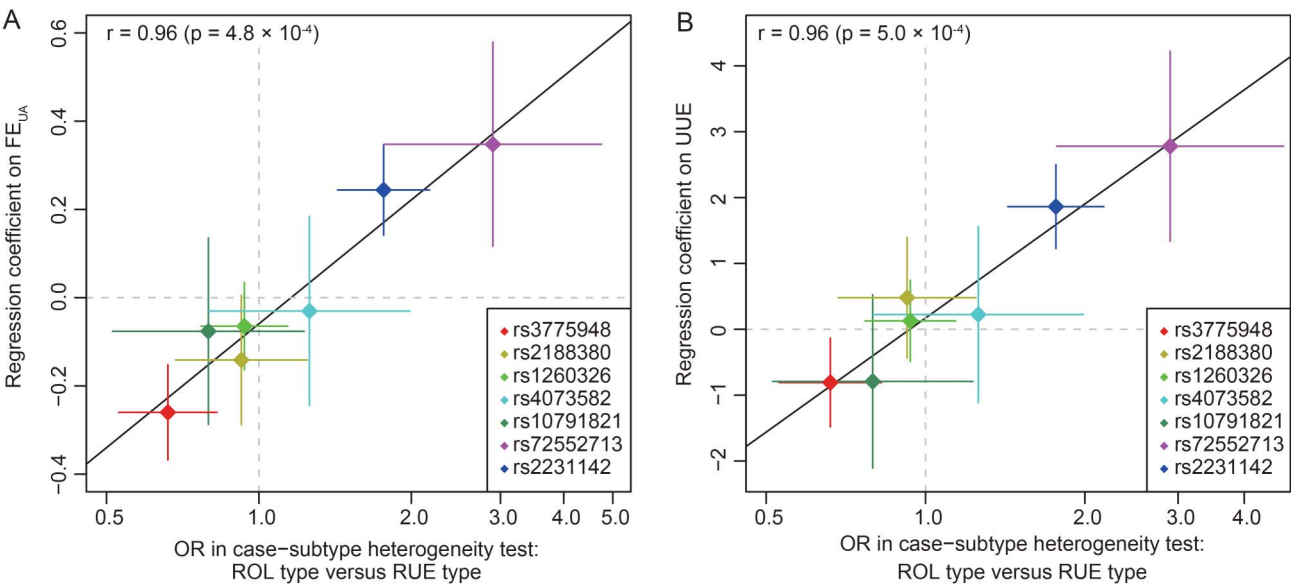 A
r = 0.96 (p = 4.8 × 10⁻⁴)
Regression coefficient on FE_UA
0.6
0.4
0.2
0.0
−0.2
−0.4
rs3775948
rs2188380
rs1260326
rs4073582
rs10791821
rs72552713
rs2231142
0.5 1.0 2.0 3.0 5.0
OR in case−subtype heterogeneity test:
ROL type versus RUE type
B
r = 0.96 (p = 5.0 × 10⁻⁴)
Regression coefficient on UUE
4
3
2
1
0
−1
−2
rs3775948
rs2188380
rs1260326
rs4073582
rs10791821
rs72552713
rs2231142
0.5 1.0 2.0 3.0 4.0
OR in case−subtype heterogeneity test:
ROL type versus RUE type